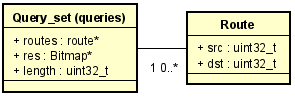 Query_set (queries)
+ routes : route*
+ res : Bitmap*
+ length : uint32_t
1 0..*
Route
+ src : uint32_t
+ dst : uint32_t